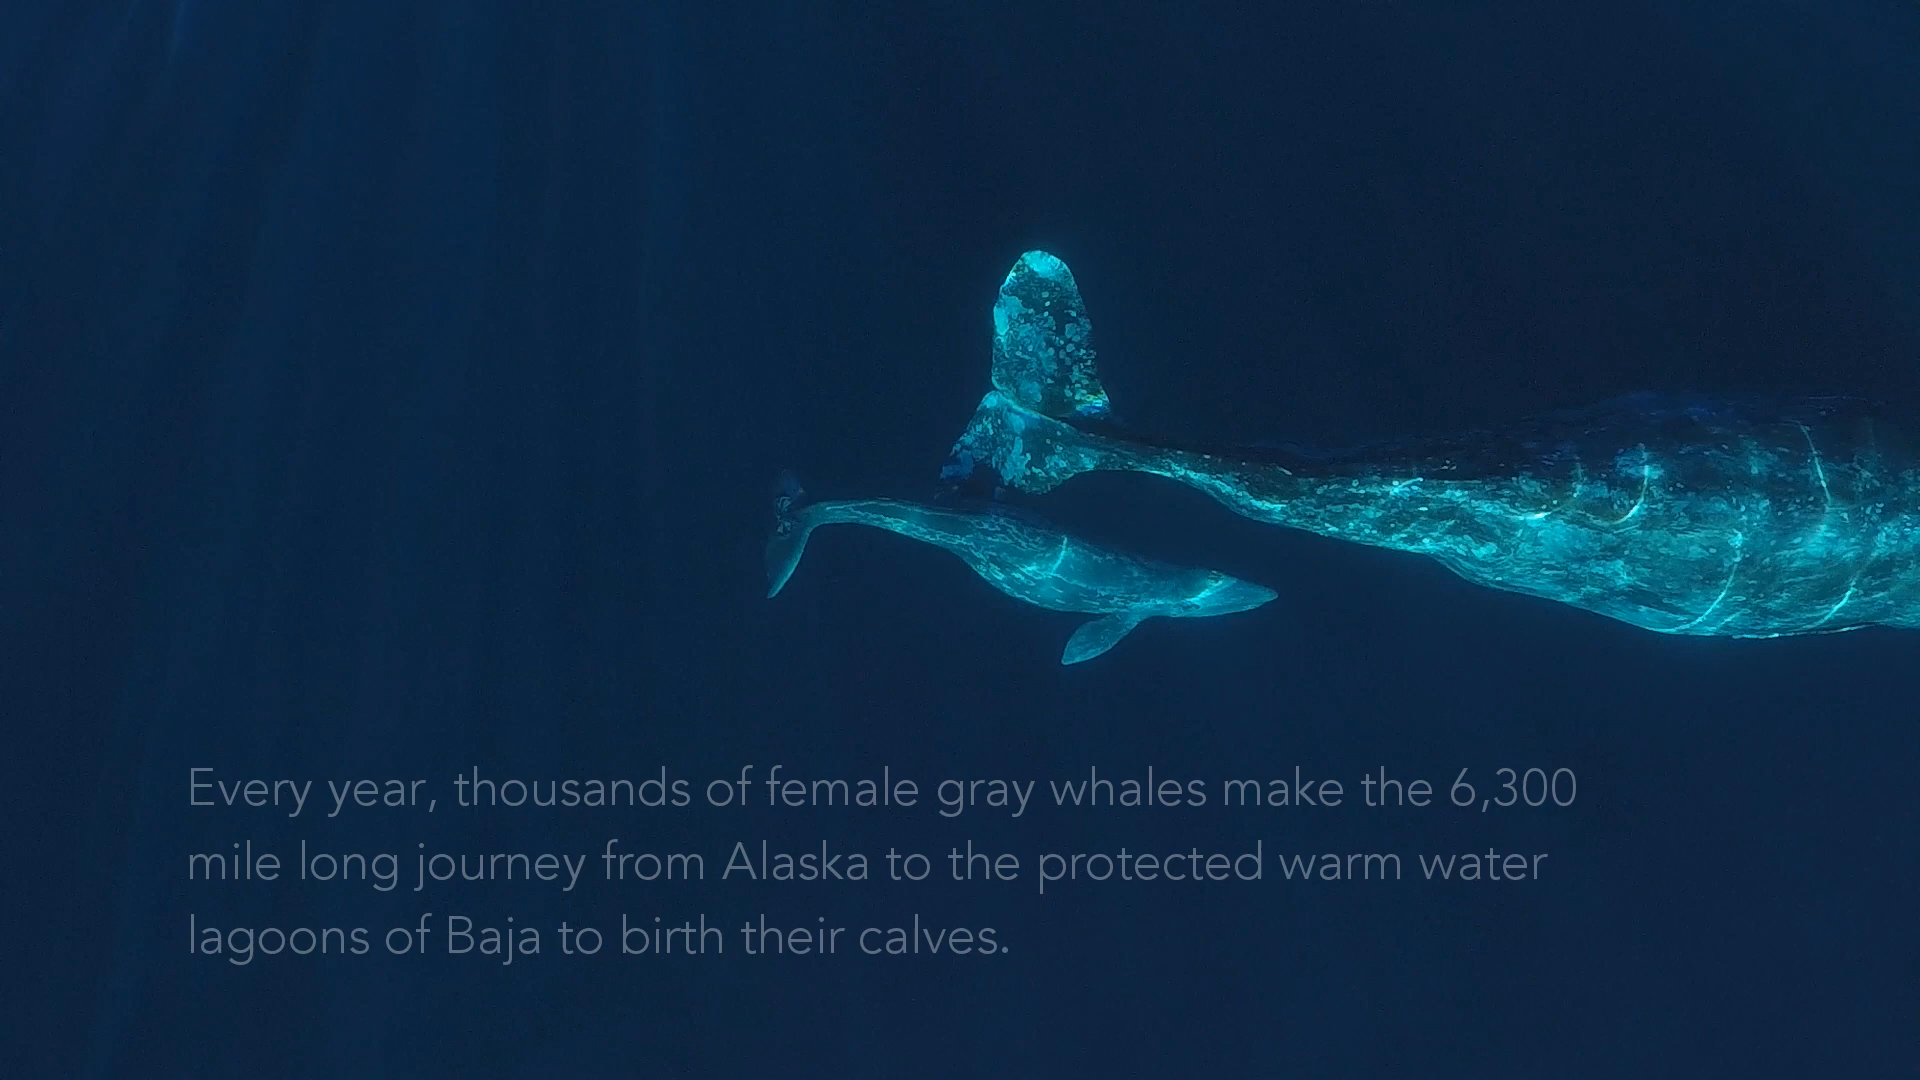 Every year, thousands of female gray whales make the 6,300
mile long journey from Alaska to the protected warm water
lagoons of Baja to birth their calves.